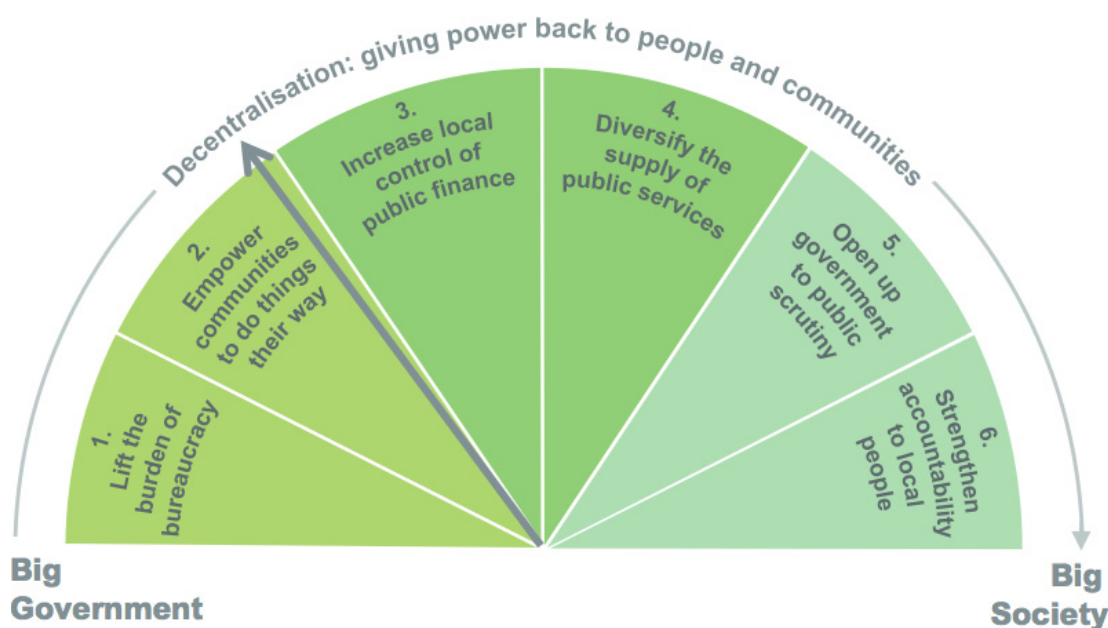 Decentralisation: giving power back to people and communities
1.
Lift the
burden of
bureaucracy
2.
Empower
communities
to do things
their way
3.
Increase local
control of
public finance
4.
Diversify the
supply of
public services
5.
Open up
government
to public
scrutiny
6.
Strengthen
accountability
to local
people
Big
Government
Big
Society